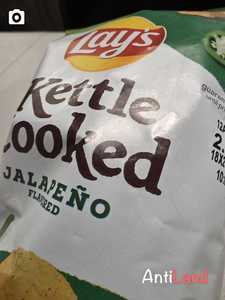 Lay's
Kettle
Cooked
JALAPEÑO
FLAVORED
AntiLand